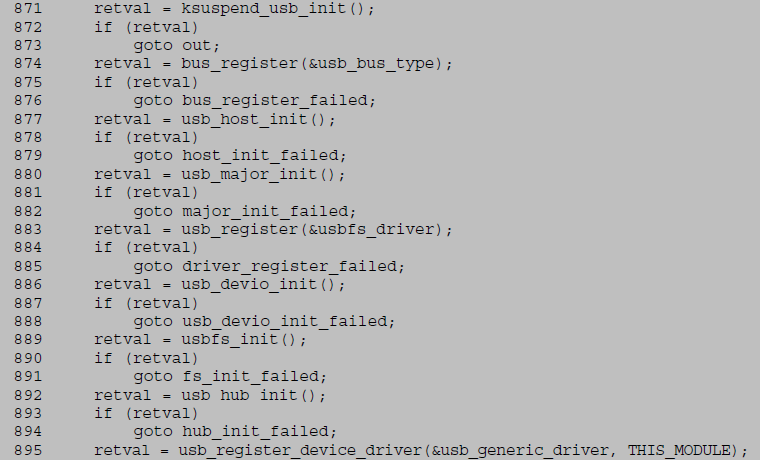 871 retval = ksuspend_usb_init();
872 if (retval)
873 goto out;
874 retval = bus_register(&usb_bus_type);
875 if (retval)
876 goto bus_register_failed;
877 retval = usb_host_init();
878 if (retval)
879 goto host_init_failed;
880 retval = usb_major_init();
881 if (retval)
882 goto major_init_failed;
883 retval = usb_register(&usbfs_driver);
884 if (retval)
885 goto driver_register_failed;
886 retval = usb_devio_init();
887 if (retval)
888 goto usb_devio_init_failed;
889 retval = usbfs_init();
890 if (retval)
891 goto fs_init_failed;
892 retval = usb hub init();
893 if (retval)
894 goto hub_init_failed;
895 retval = usb_register_device_driver(&usb_generic_driver, THIS_MODULE);